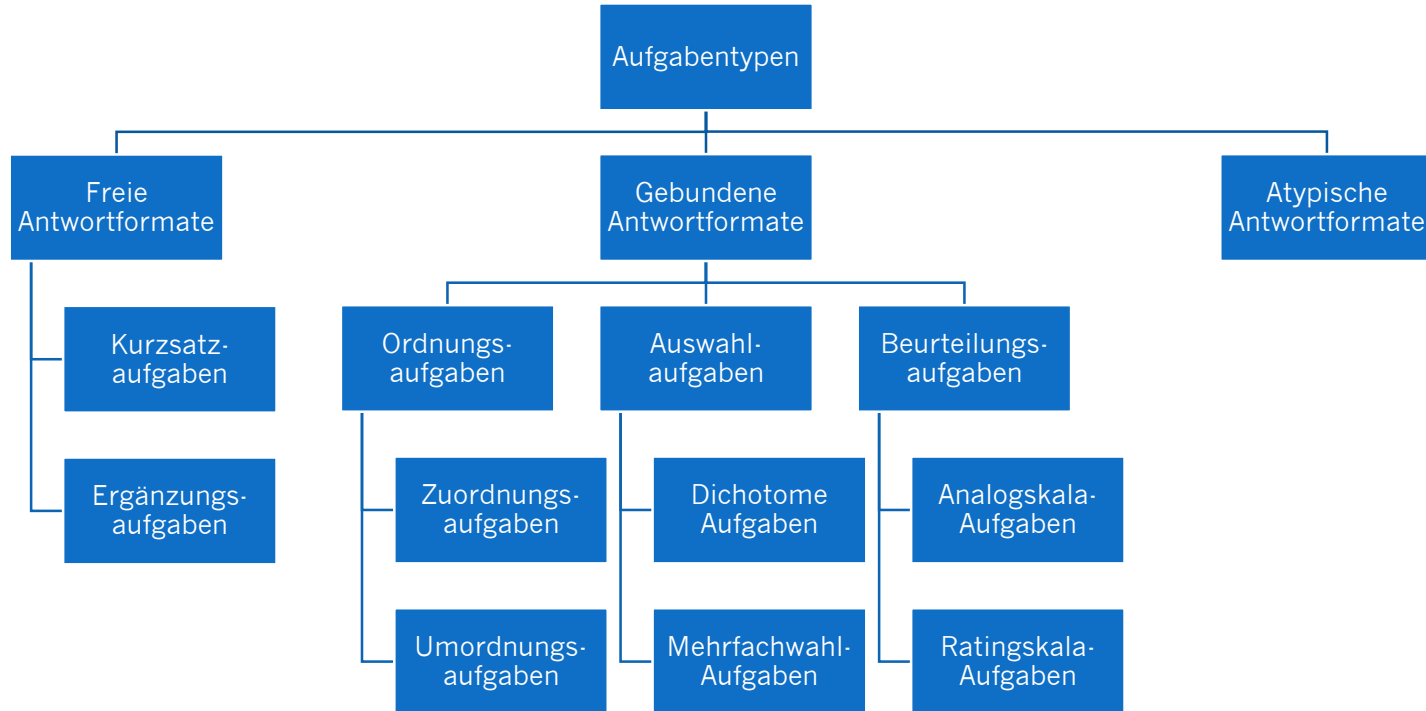 Aufgabentypen
Freie
Antwortformate
Gebundene
Antwortformate
Atypische
Antwortformate
Kurzsatz-
aufgaben
Ordnungs-
aufgaben
Auswahl-
aufgaben
Beurteilungs-
aufgaben
Ergänzungs-
aufgaben
Zuordnungs-
aufgaben
Dichotome
Aufgaben
Analogskala-
Aufgaben
Umordnungs-
aufgaben
Mehrfachwahl-
Aufgaben
Ratingskala-
Aufgaben